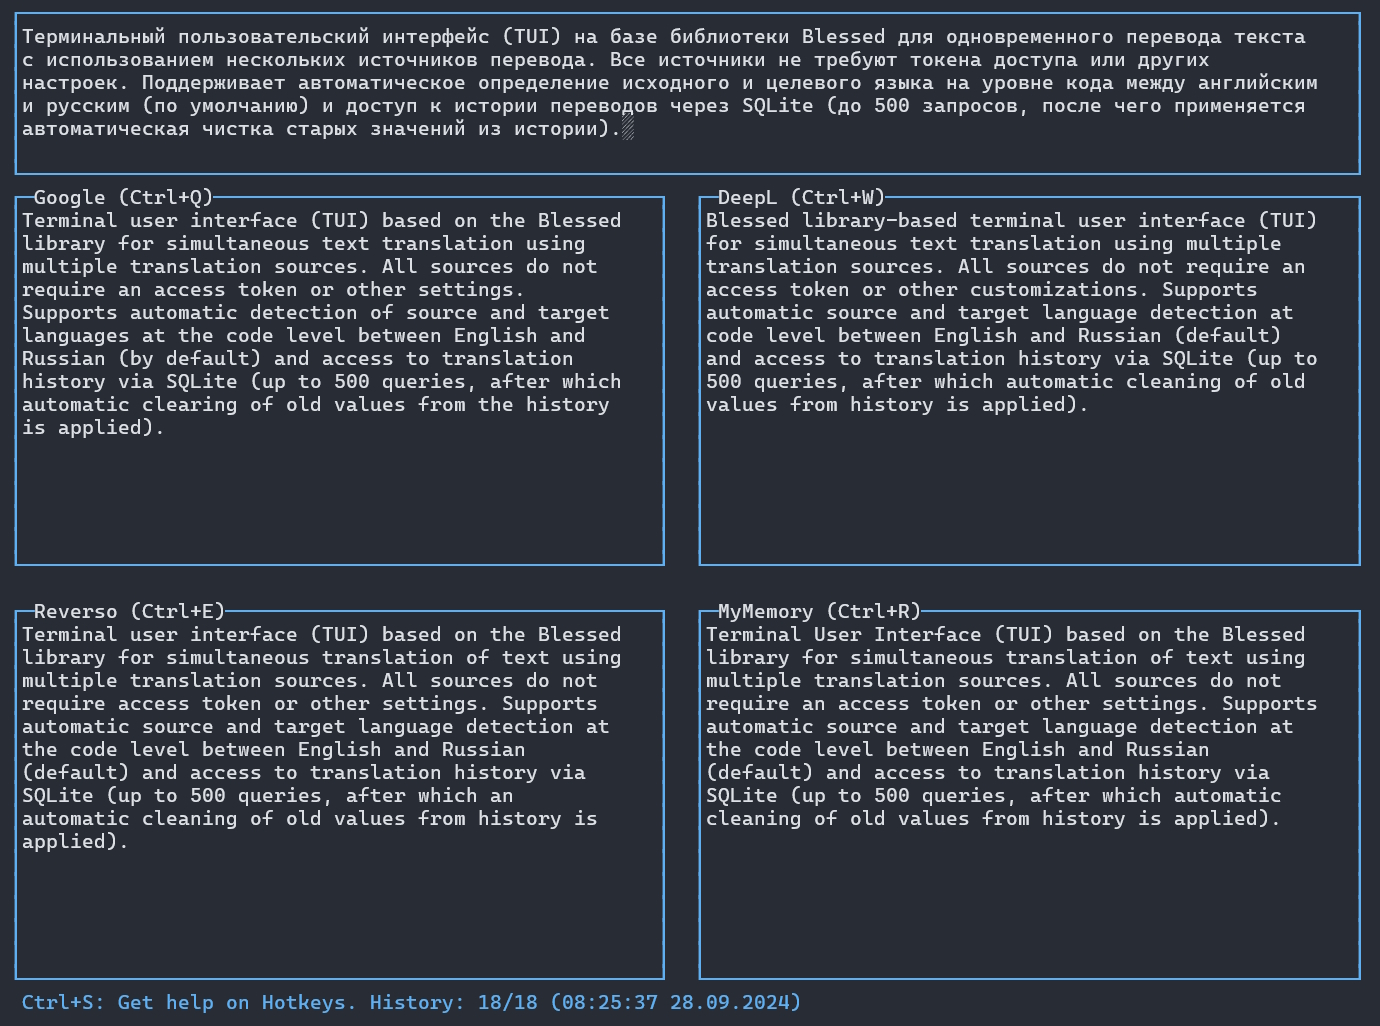 Терминальный пользовательский интерфейс (TUI) на базе библиотеки Blessed для одновременного перевода текста
с использованием нескольких источников перевода. Все источники не требуют токена доступа или других
настроек. Поддерживает автоматическое определение исходного и целевого языка на уровне кода между английским
и русским (по умолчанию) и доступ к истории переводов через SQLite (до 500 запросов, после чего применяется
автоматическая чистка старых значений из истории).
Google (Ctrl+Q)
Terminal user interface (TUI) based on the Blessed
library for simultaneous text translation using
multiple translation sources. All sources do not
require an access token or other settings.
Supports automatic detection of source and target
languages at the code level between English and
Russian (by default) and access to translation
history via SQLite (up to 500 queries, after which
automatic clearing of old values from the history
is applied).
DeepL (Ctrl+W)
Blessed library-based terminal user interface (TUI)
for simultaneous text translation using multiple
translation sources. All sources do not require an
access token or other customizations. Supports
automatic source and target language detection at
code level between English and Russian (default)
and access to translation history via SQLite (up to
500 queries, after which automatic cleaning of old
values from history is applied).
Reverso (Ctrl+E)
Terminal user interface (TUI) based on the Blessed
library for simultaneous translation of text using
multiple translation sources. All sources do not
require access token or other settings. Supports
automatic source and target language detection at
the code level between English and Russian
(default) and access to translation history via
SQLite (up to 500 queries, after which an
automatic cleaning of old values from history is
applied).
MyMemory (Ctrl+R)
Terminal User Interface (TUI) based on the Blessed
library for simultaneous translation of text using
multiple translation sources. All sources do not
require an access token or other settings. Supports
automatic source and target language detection at
the code level between English and Russian
(default) and access to translation history via
SQLite (up to 500 queries, after which automatic
cleaning of old values from history is applied).
Ctrl+S: Get help on Hotkeys. History: 18/18 (08:25:37 28.09.2024)